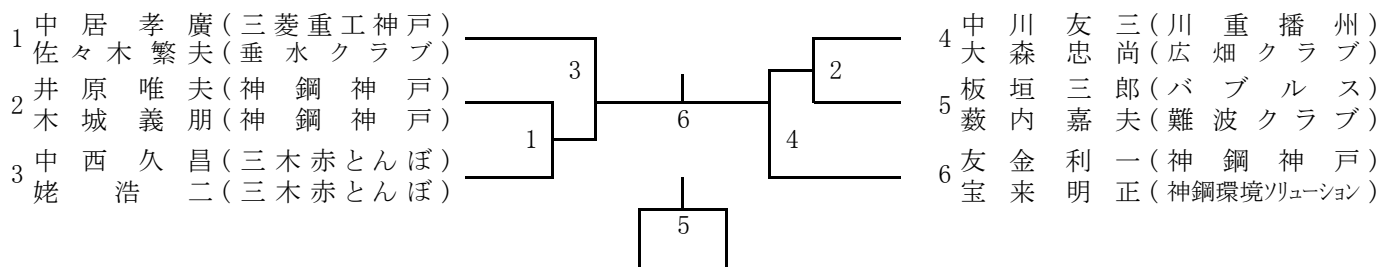 1 中居孝廣(三菱重工神戸)
佐々木繁夫(垂水クラブ)
2 井原唯夫(神鋼神戸)
木城義朋(神鋼神戸)
3 中西久昌(三木赤とんぼ)
姥浩二(三木赤とんぼ)
3
1
6
5
2
4
4 中川友三(川重播州)
大森忠尚(広畑クラブ)
5 板垣三郎(バブルス)
薮内嘉夫(難波クラブ)
6 友金利一(神鋼神戸)
宝来明正(神鋼環境ソリューション)